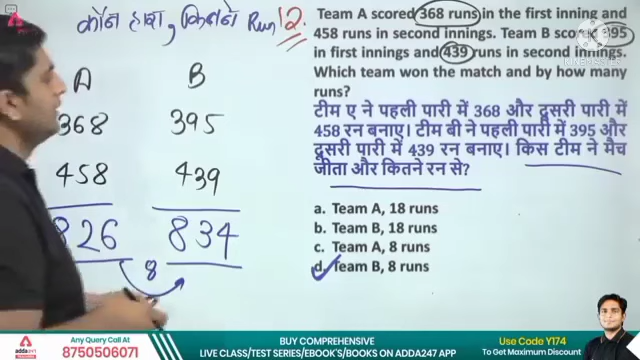 कौन हारा, कितने Run
12.
Team A scored 368 runs in the first inning and
458 runs in second innings. Team B scor 395
in first innings and 439 runs in second innings.
Which team won the match and by how many
runs?
टीम ए ने पहली पारी में 368 और दूसरी पारी में
458 रन बनाए। टीम बी ने पहली पारी में 395 और
दूसरी पारी में 439 रन बनाए। किस टीम ने मैच
जीता और कितने रन से?
a. Team A, 18 runs
b. Team B, 18 runs
c. Team A, 8 runs
d. Team B, 8 runs
A B
368 395
458 439
826 834
8
adda247
Any Query Call At
8750506071
BUY COMPREHENSIVE
LIVE CLASS/TEST SERIES/EBOOK'S/BOOKS ON ADDA247 APP
Use Code Y174
To Get Maximum Discount
KINEMASTER